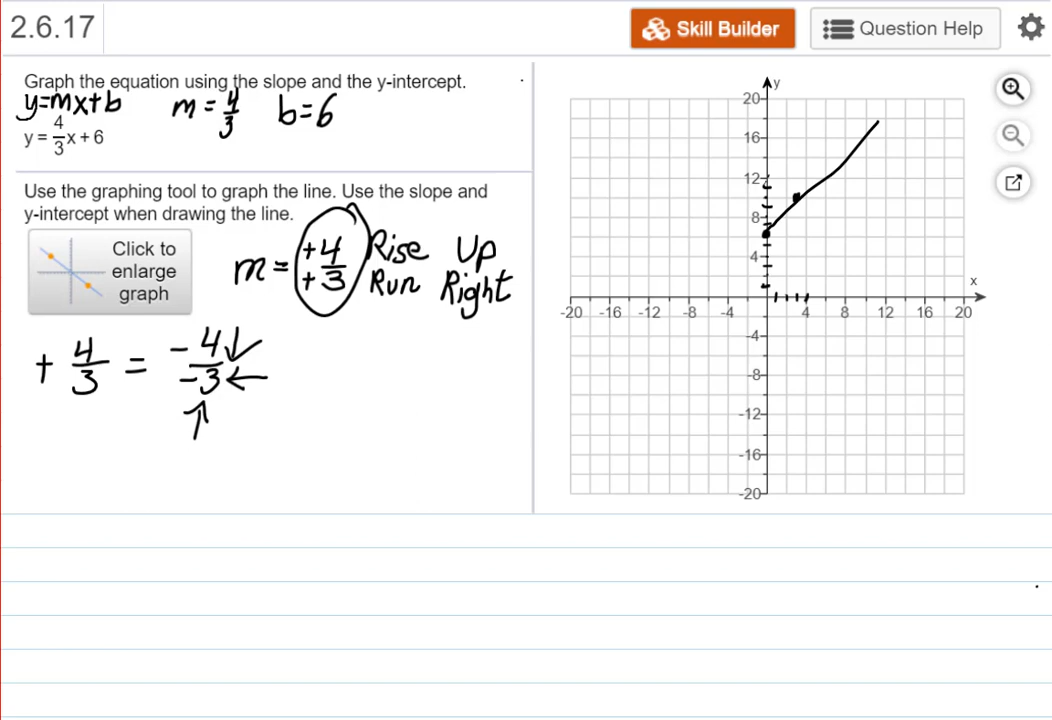 2.6.17
Skill Builder
Question Help
Graph the equation using the slope and the y-intercept.
y=mx+b m = 4/3 b=6
y = 4/3 x + 6
Use the graphing tool to graph the line. Use the slope and
y-intercept when drawing the line.
Click to
enlarge
graph
m = +4/+3 Rise Up
Run Right
+ 4/3 = -4↓/-3←
↑
y
20
16
12
8
4
x
-20 -16 -12 -8 -4 4 8 12 16 20
-4
-8
-12
-16
-20